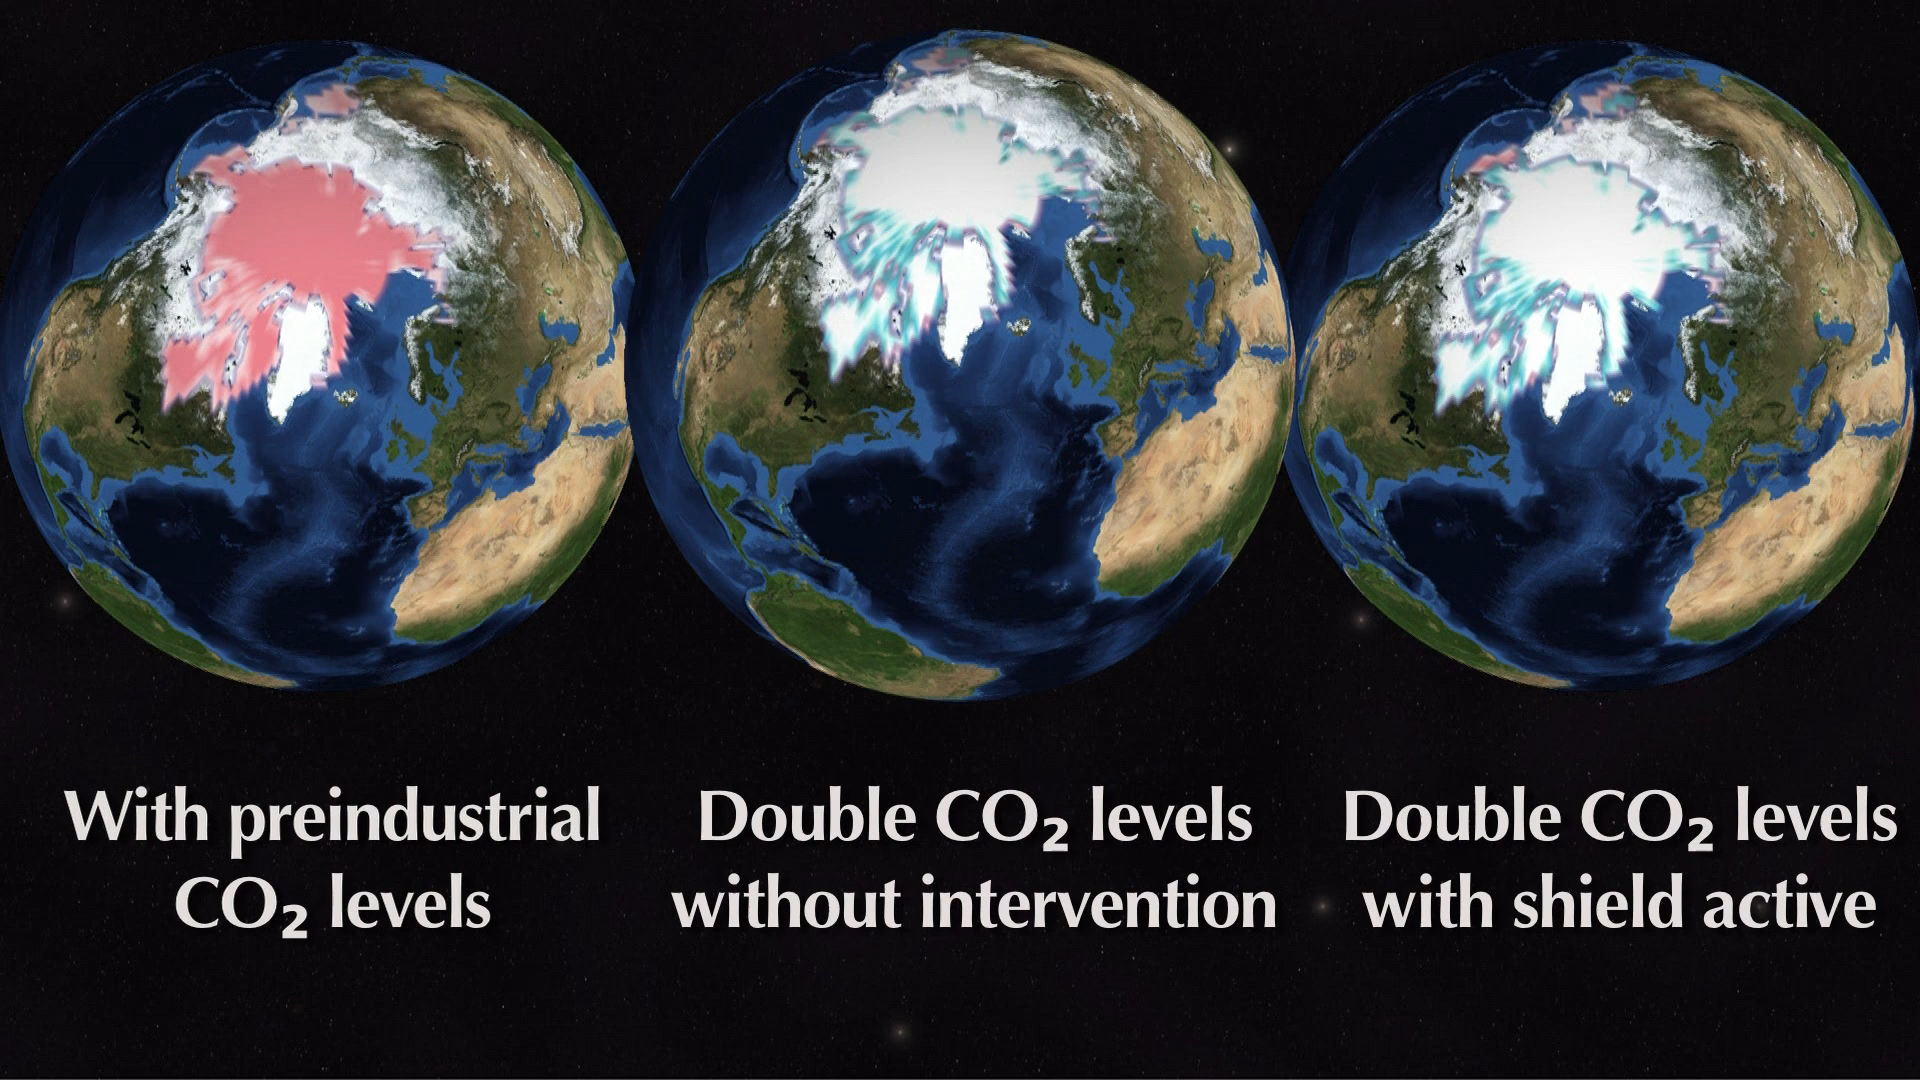 With preindustrial
CO₂ levels
Double CO₂ levels
without intervention
Double CO₂ levels
with shield active